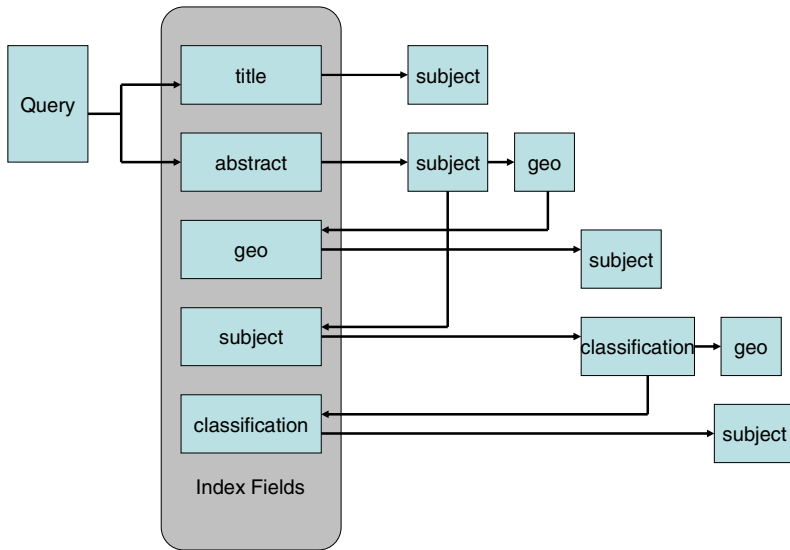 Query
title
subject
abstract
subject
geo
geo
subject
subject
classification
geo
classification
subject
Index Fields